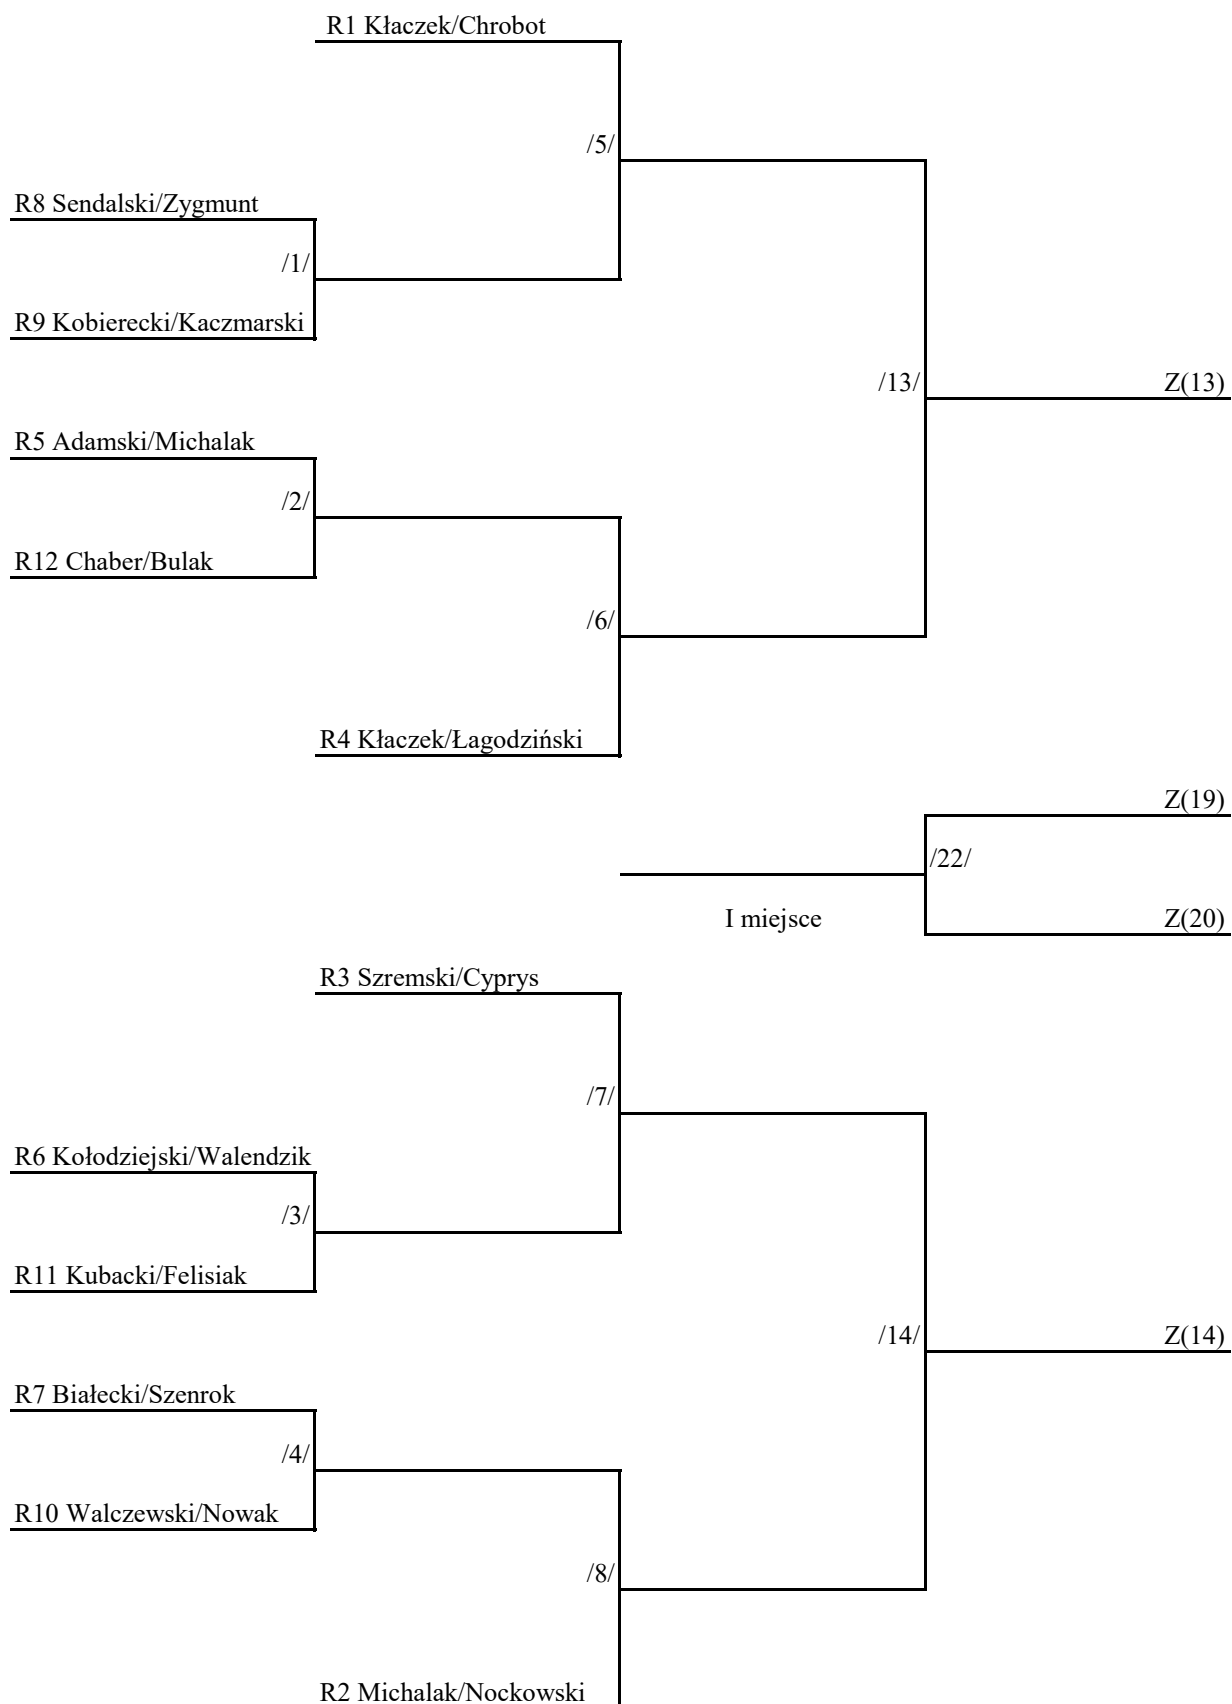 R1 Kłaczek/Chrobot
/5/
R8 Sendalski/Zygmunt
/1/
R9 Kobierecki/Kaczmarski
/13/
Z(13)
R5 Adamski/Michalak
/2/
R12 Chaber/Bulak
/6/
R4 Kłaczek/Łagodziński
Z(19)
/22/
I miejsce
Z(20)
R3 Szremski/Cyprys
/7/
R6 Kołodziejski/Walendzik
/3/
R11 Kubacki/Felisiak
/14/
Z(14)
R7 Białecki/Szenrok
/4/
R10 Walczewski/Nowak
/8/
R2 Michalak/Nockowski